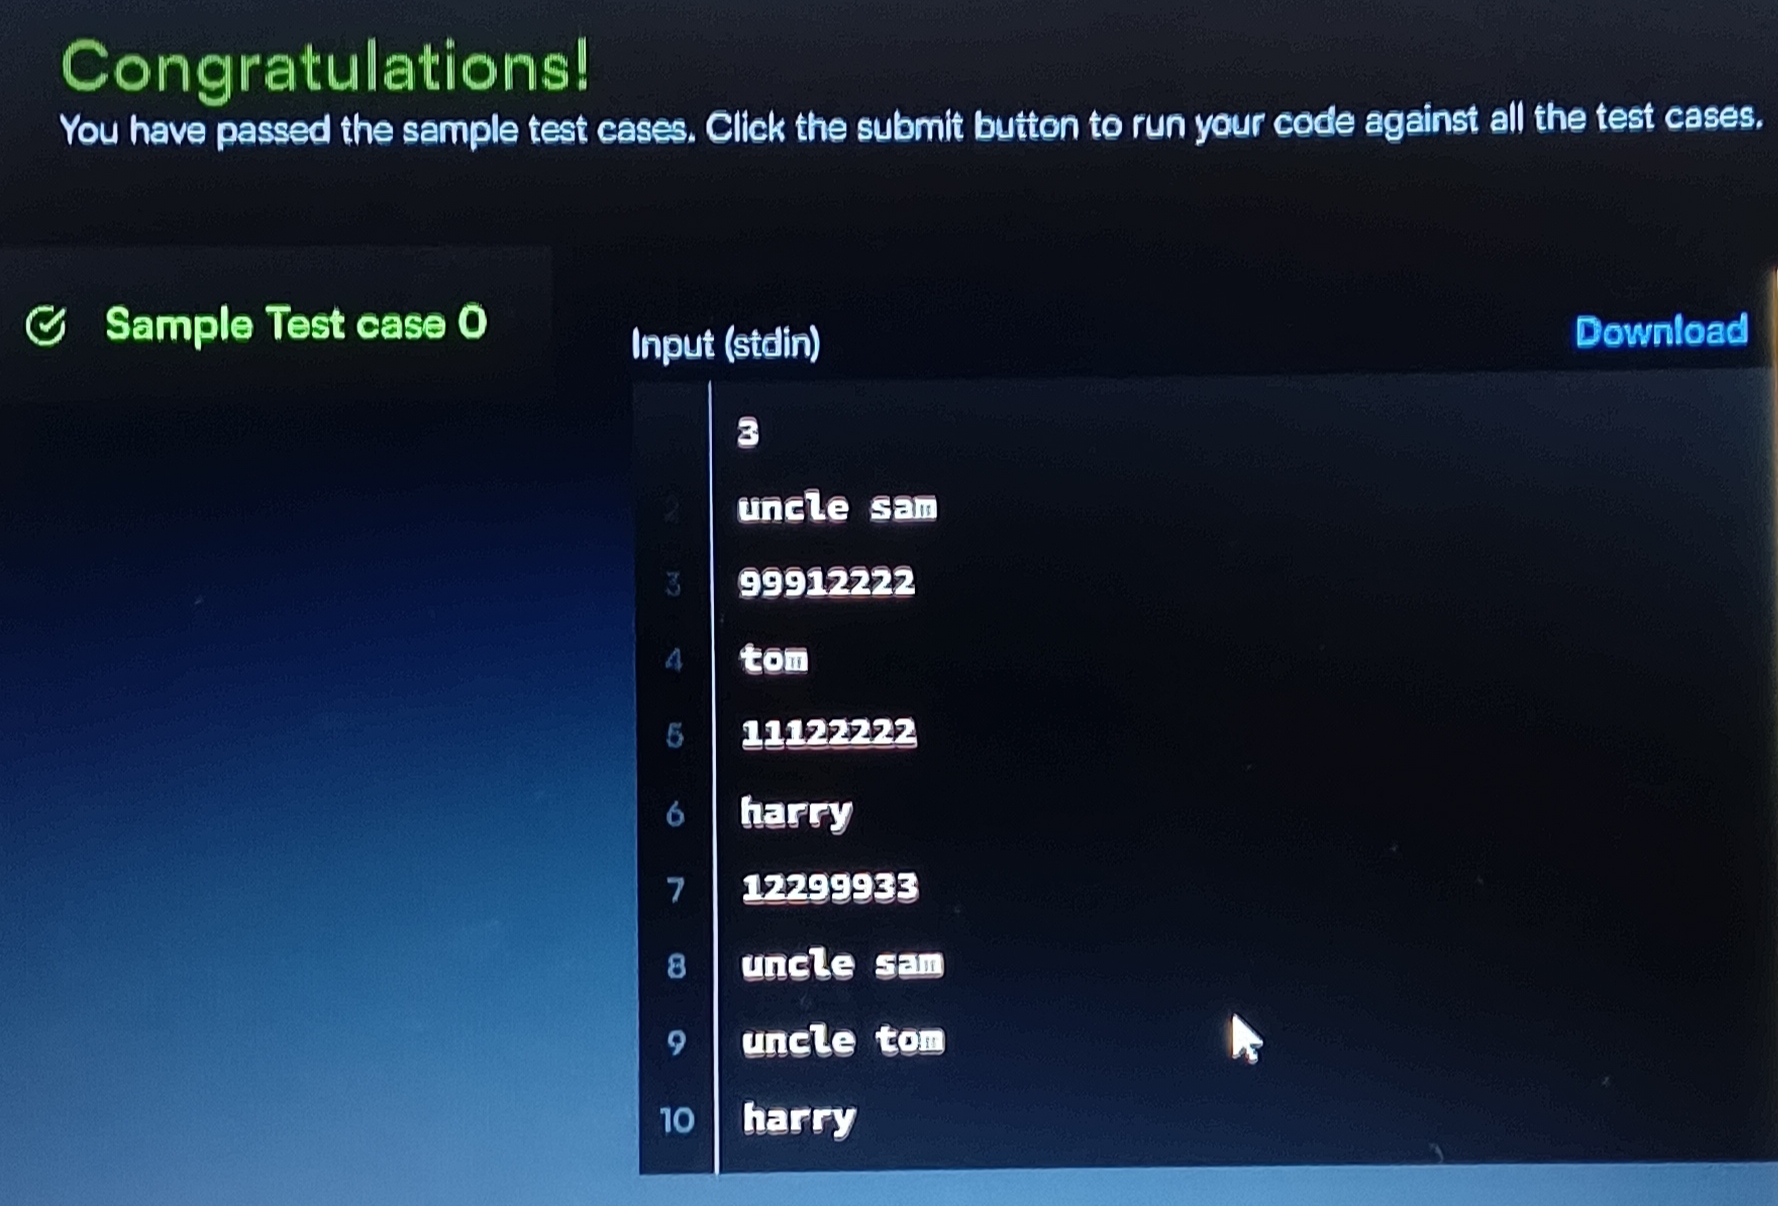 Congratulations!
You have passed the sample test cases. Click the submit button to run your code against all the test cases.
Sample Test case 0
Input (stdin)
Download
3
2 uncle sam
3 99912222
4 tom
5 11122222
6 harry
7 12299933
8 uncle sam
9 uncle tom
10 harry